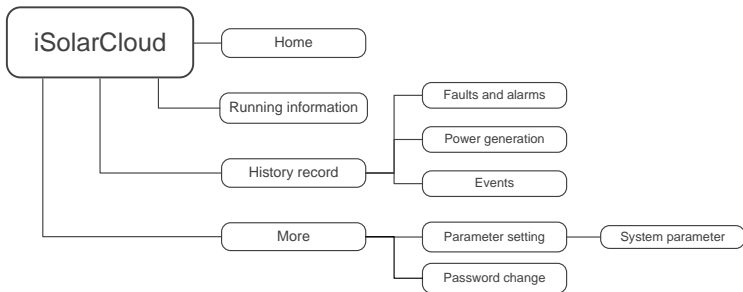 iSolarCloud
Home
Running information
Faults and alarms
Power generation
History record
Events
More
Parameter setting
System parameter
Password change